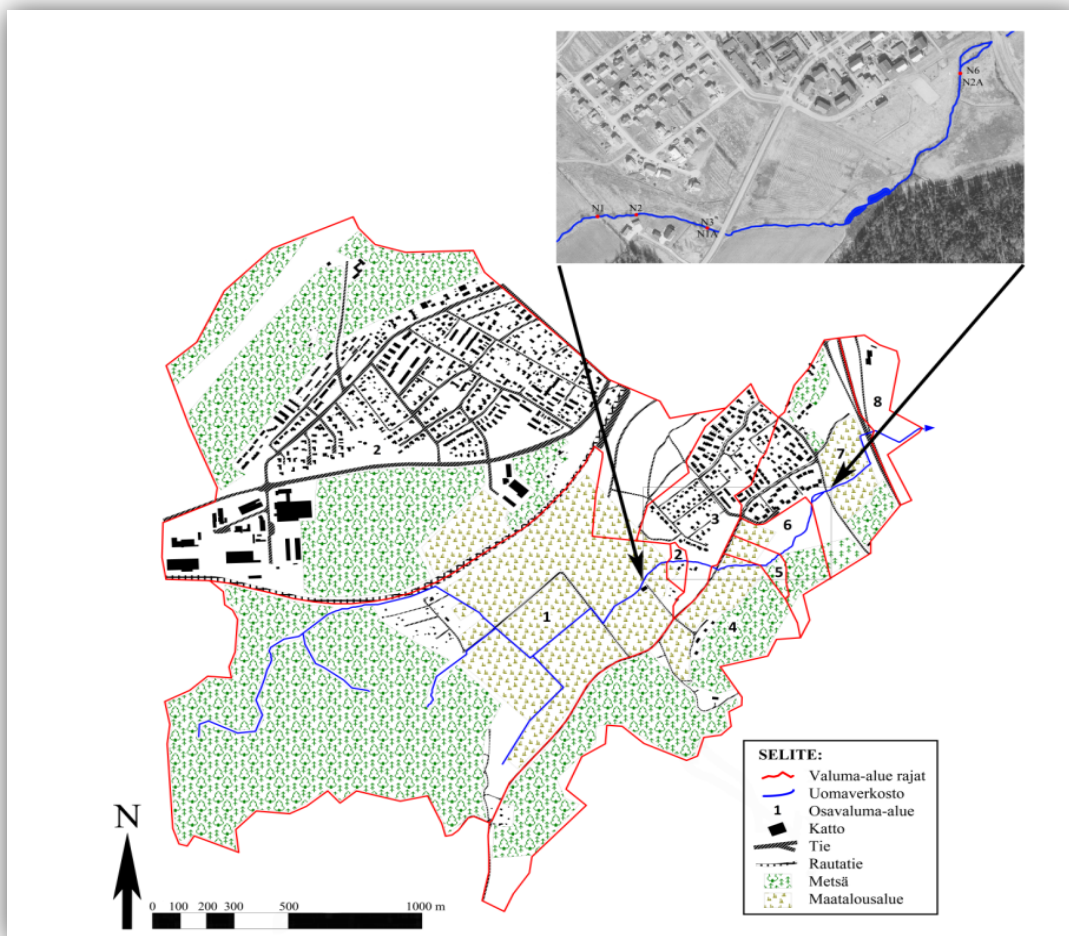 N6
N2A
N1 N2
N3
N1A
2
8
7
3
6
2
5
1
4
SELITE:
Valuma-alue rajat
Uomaverkosto
1 Osavaluma-alue
Katto
Tie
Rautatie
Metsä
Maatalousalue
N
0 100 200 300 500 1000 m